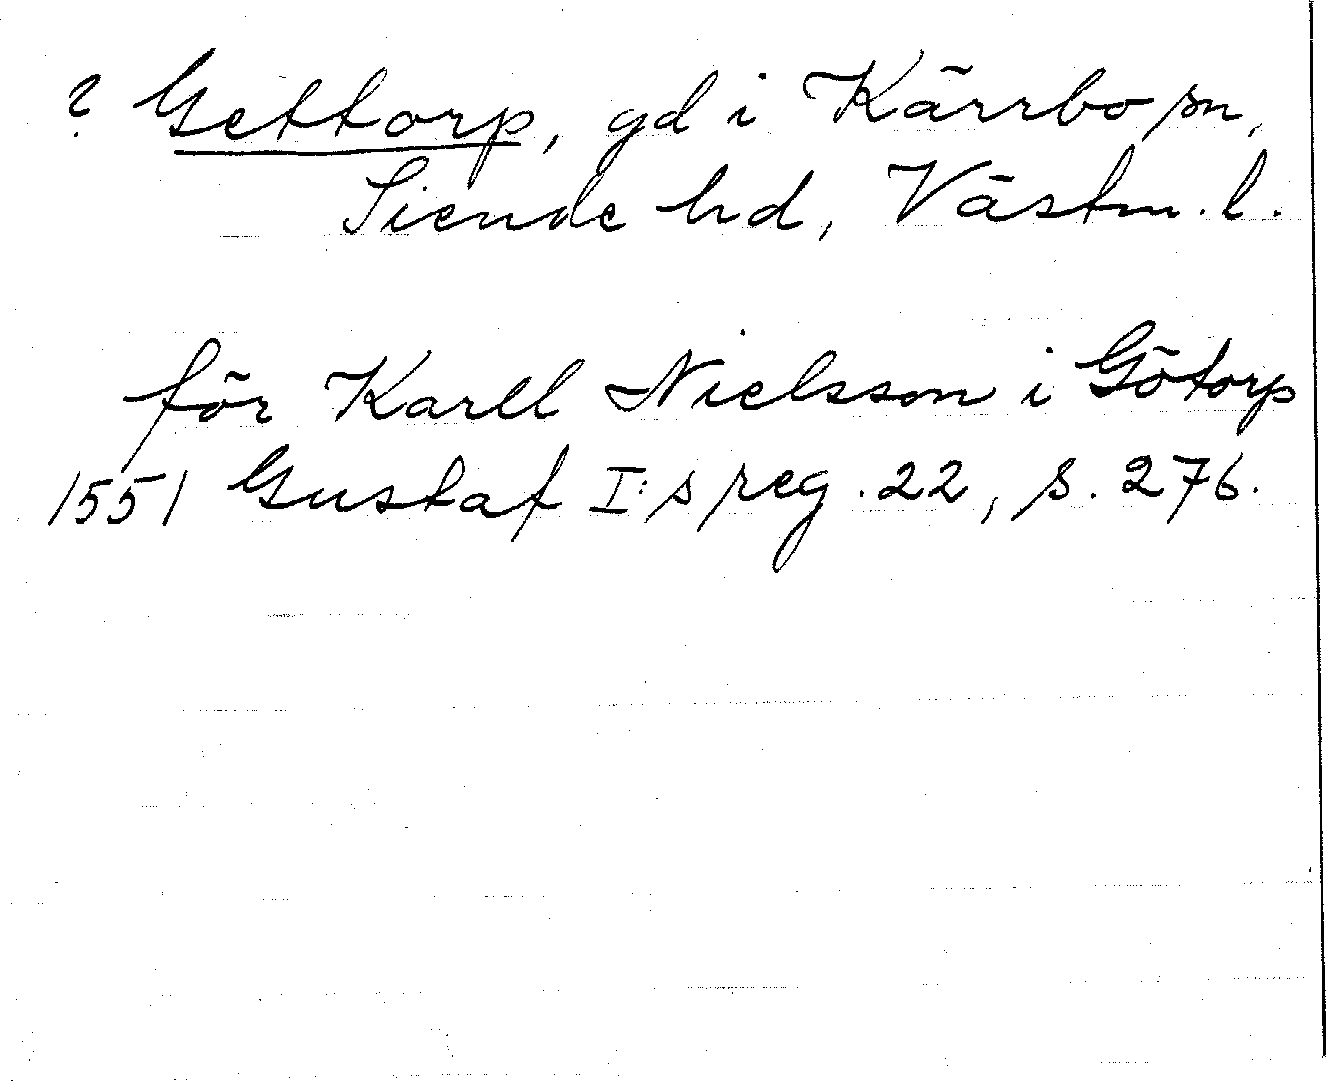 ? Gettorp, gd i Kärrbo sn,
Siende hd, Västm. l.
för Karll Nielsson i Götorp
1551 Gustaf I:s reg. 22, s. 276.